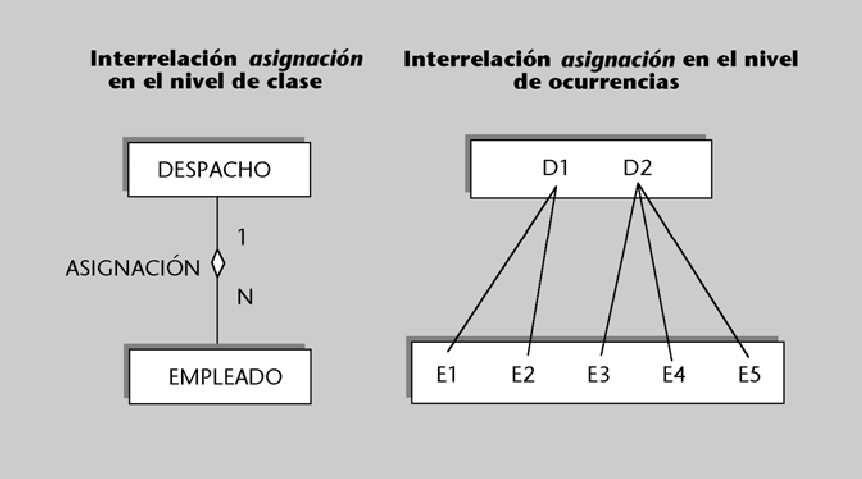 Interrelación asignación
en el nivel de clase
DESPACHO
1
ASIGNACIÓN
N
EMPLEADO
Interrelación asignación en el nivel
de ocurrencias
D1 D2
E1 E2 E3 E4 E5